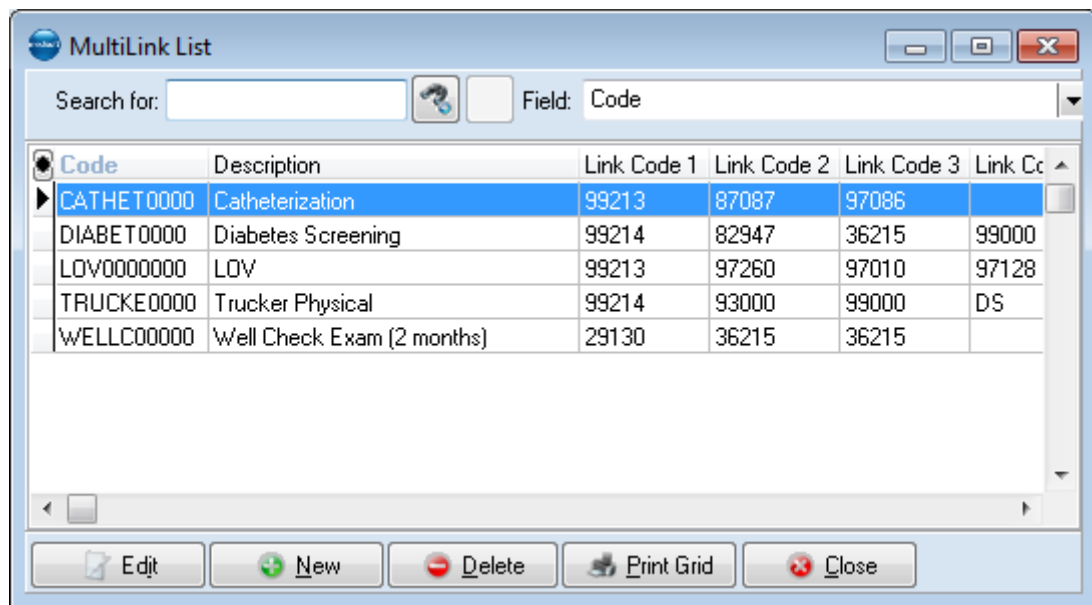 MultiLink List
Search for: Field: Code
Code Description Link Code 1 Link Code 2 Link Code 3
CATHET0000 Catheterization 99213 87087 97086
DIABET0000 Diabetes Screening 99214 82947 36215 99000
LOV0000000 LOV 99213 97260 97010 97128
TRUCKE0000 Trucker Physical 99214 93000 99000 DS
WELLC00000 Well Check Exam (2 months) 29130 36215 36215
Edit New Delete Print Grid Close